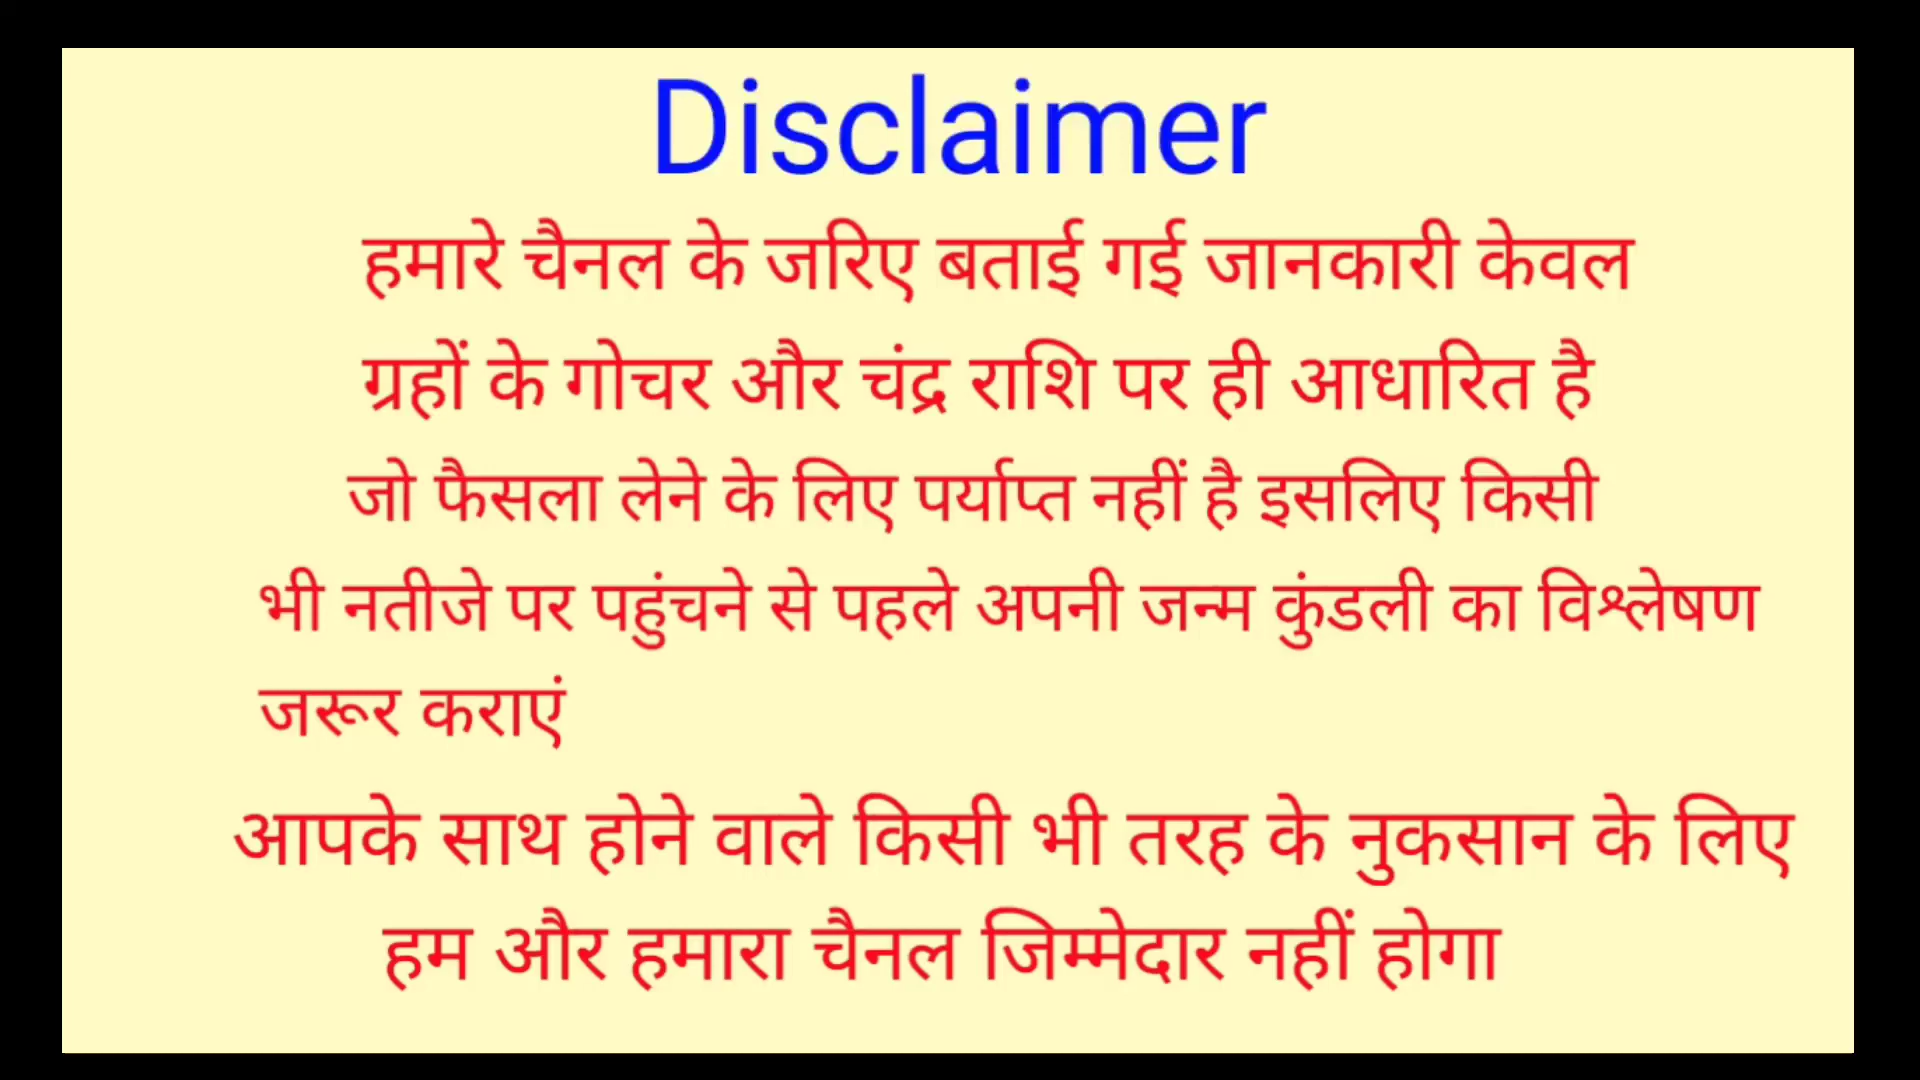 Disclaimer
हमारे चैनल के जरिए बताई गई जानकारी केवल
ग्रहों के गोचर और चंद्र राशि पर ही आधारित है
जो फैसला लेने के लिए पर्याप्त नहीं है इसलिए किसी
भी नतीजे पर पहुंचने से पहले अपनी जन्म कुंडली का विश्लेषण
जरूर कराएं
आपके साथ होने वाले किसी भी तरह के नुकसान के लिए
हम और हमारा चैनल जिम्मेदार नहीं होगा